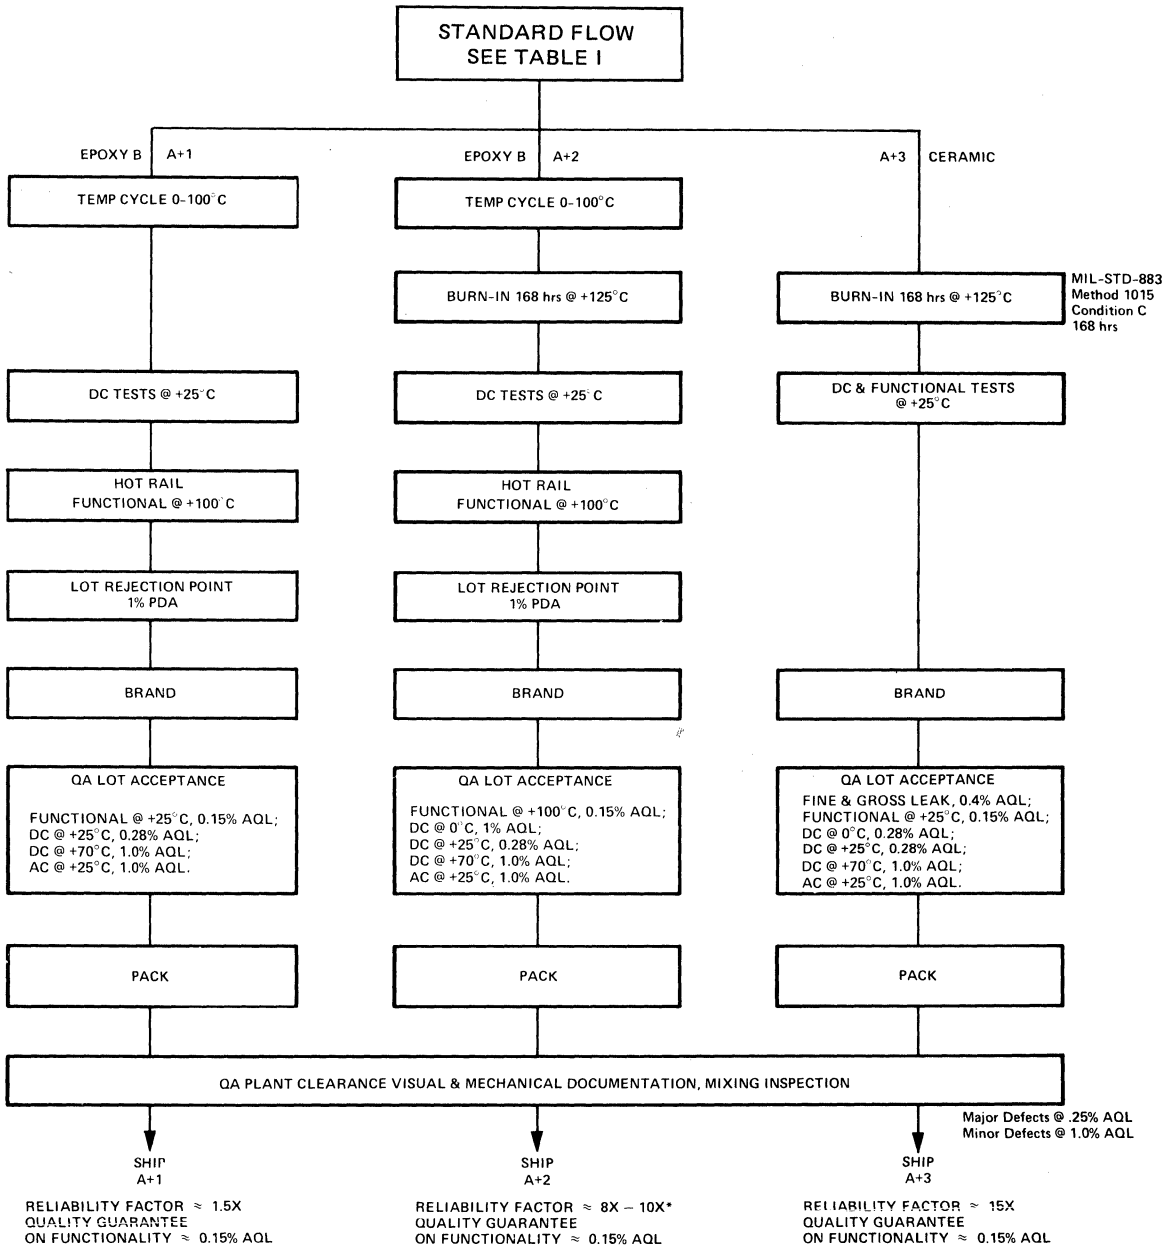 STANDARD FLOW
SEE TABLE I
EPOXY B A+1
EPOXY B A+2
A+3 CERAMIC
TEMP CYCLE 0-100°C
TEMP CYCLE 0-100°C
BURN-IN 168 hrs @ +125°C
BURN-IN 168 hrs @ +125°C
MIL-STD-883
Method 1015
Condition C
168 hrs
DC TESTS @ +25°C
DC TESTS @ +25°C
DC & FUNCTIONAL TESTS
@ +25°C
HOT RAIL
FUNCTIONAL @ +100°C
HOT RAIL
FUNCTIONAL @ +100°C
LOT REJECTION POINT
1% PDA
LOT REJECTION POINT
1% PDA
BRAND
BRAND
BRAND
QA LOT ACCEPTANCE
FUNCTIONAL @ +25°C, 0.15% AQL;
DC @ +25°C, 0.28% AQL;
DC @ +70°C, 1.0% AQL;
AC @ +25°C, 1.0% AQL.
QA LOT ACCEPTANCE
FUNCTIONAL @ +100°C, 0.15% AQL;
DC @ 0°C, 1% AQL;
DC @ +25°C, 0.28% AQL;
DC @ +70°C, 1.0% AQL;
AC @ +25°C, 1.0% AQL.
QA LOT ACCEPTANCE
FINE & GROSS LEAK, 0.4% AQL;
FUNCTIONAL @ +25°C, 0.15% AQL;
DC @ 0°C, 0.28% AQL;
DC @ +25°C, 0.28% AQL;
DC @ +70°C, 1.0% AQL;
AC @ +25°C, 1.0% AQL.
PACK
PACK
PACK
QA PLANT CLEARANCE VISUAL & MECHANICAL DOCUMENTATION, MIXING INSPECTION
Major Defects @ .25% AQL
Minor Defects @ 1.0% AQL
SHIP
A+1
RELIABILITY FACTOR ≈ 1.5X
QUALITY GUARANTEE
ON FUNCTIONALITY ≈ 0.15% AQL
SHIP
A+2
RELIABILITY FACTOR ≈ 8X – 10X*
QUALITY GUARANTEE
ON FUNCTIONALITY ≈ 0.15% AQL
SHIP
A+3
RELIABILITY FACTOR ≈ 15X
QUALITY GUARANTEE
ON FUNCTIONALITY ≈ 0.15% AQL